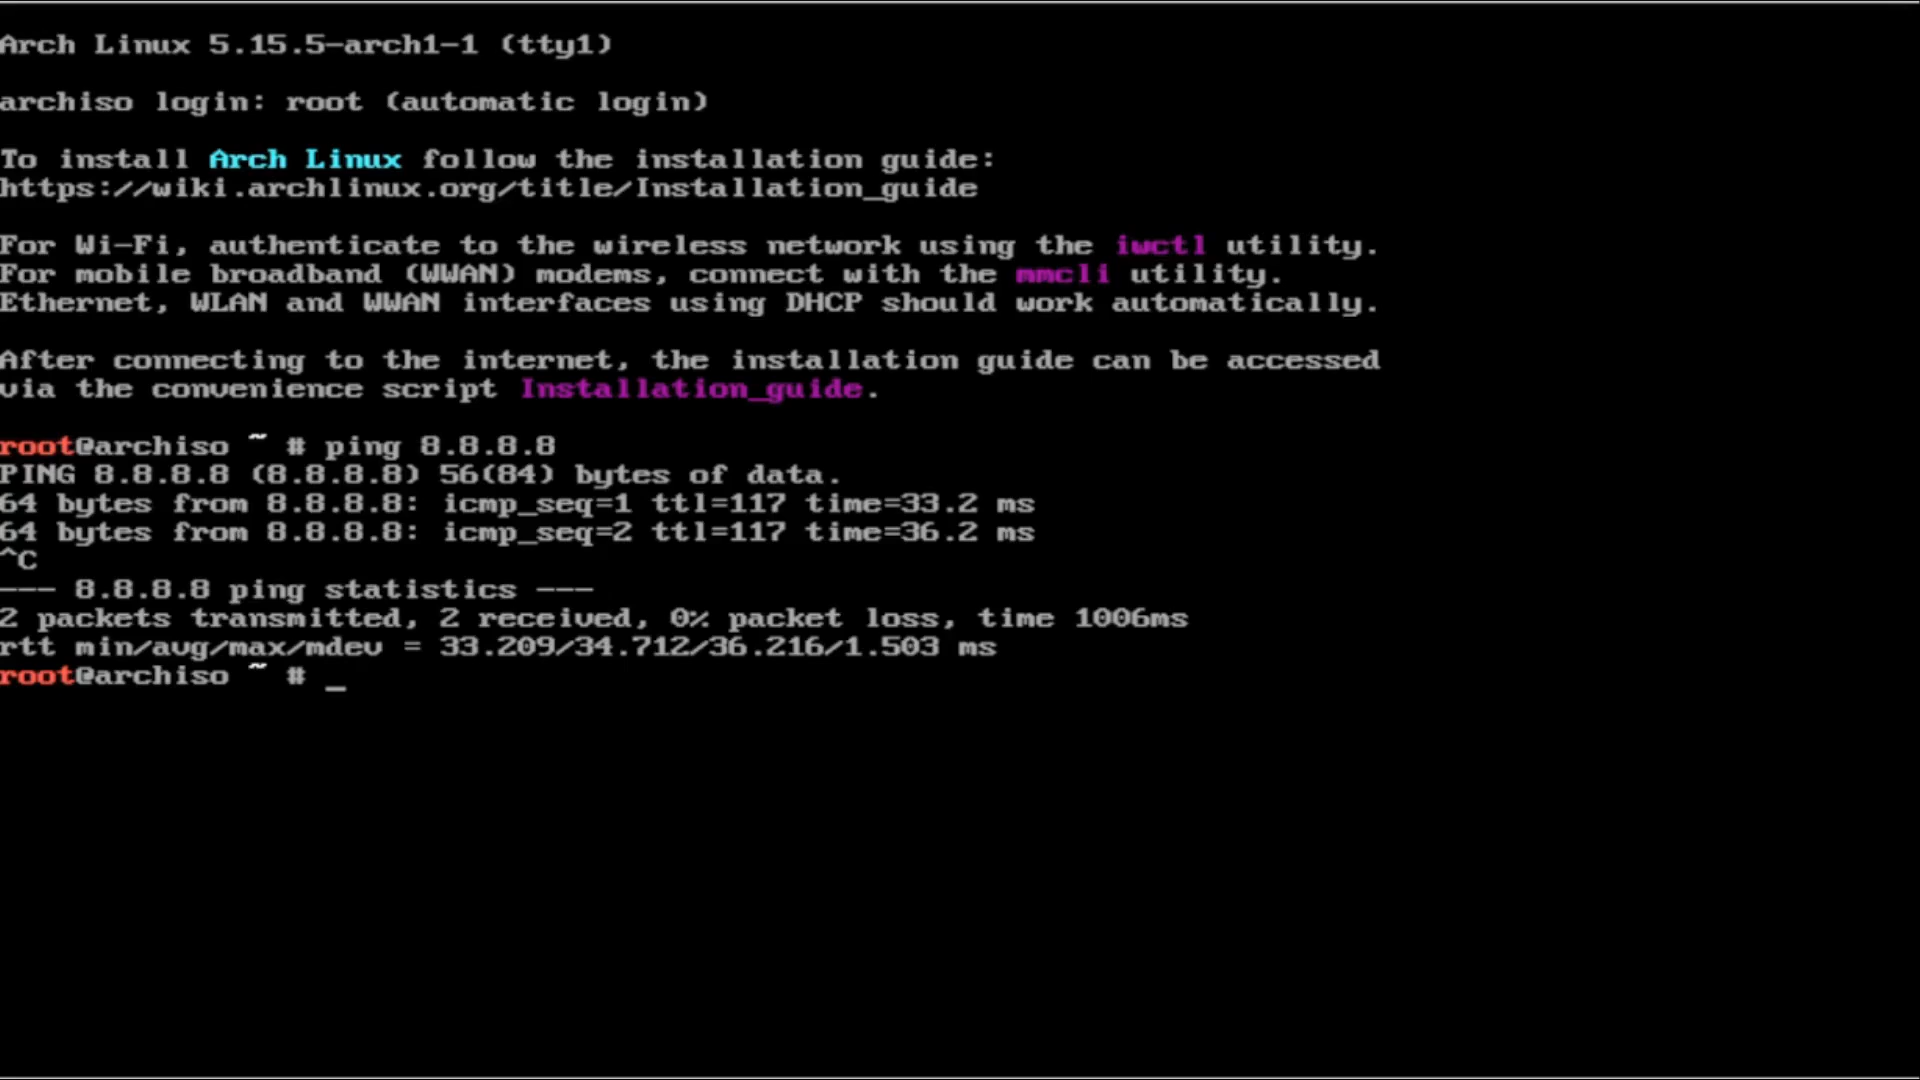 Arch Linux 5.15.5-arch1-1 (tty1)
archiso login: root (automatic login)
To install Arch Linux follow the installation guide:
https://wiki.archlinux.org/title/Installation_guide
For Wi-Fi, authenticate to the wireless network using the iwctl utility.
For mobile broadband (WWAN) modems, connect with the mmcli utility.
Ethernet, WLAN and WWAN interfaces using DHCP should work automatically.
After connecting to the internet, the installation guide can be accessed
via the convenience script Installation_guide.
root@archiso ~ # ping 8.8.8.8
PING 8.8.8.8 (8.8.8.8) 56(84) bytes of data.
64 bytes from 8.8.8.8: icmp_seq=1 ttl=117 time=33.2 ms
64 bytes from 8.8.8.8: icmp_seq=2 ttl=117 time=36.2 ms
^C
--- 8.8.8.8 ping statistics ---
2 packets transmitted, 2 received, 0% packet loss, time 1006ms
rtt min/avg/max/mdev = 33.209/34.712/36.216/1.503 ms
root@archiso ~ # _